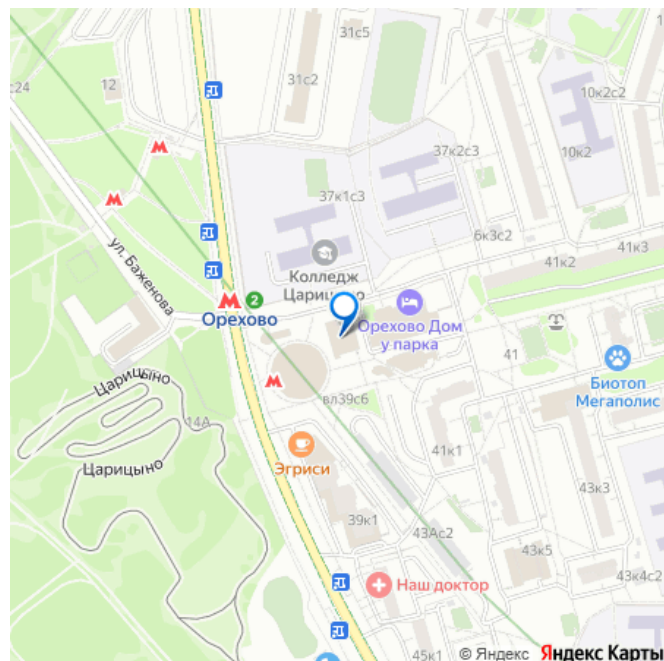 31с5
с24
12
31с2
10к2с2
37к2с3
10к2
37к1с3
6к3с2
41к3
41к2
ул. Баженова
Колледж
Царицыно
2
Орехово
Орехово Дом
у парка
41
Биотоп
Мегаполис
Царицыно
вл39с6
14А
Эгриси
41к1
Царицыно
43к3
39к1
43Ас2
43к5
Наш доктор
43к4с2
45к1
© Яндекс Яндекс Карты